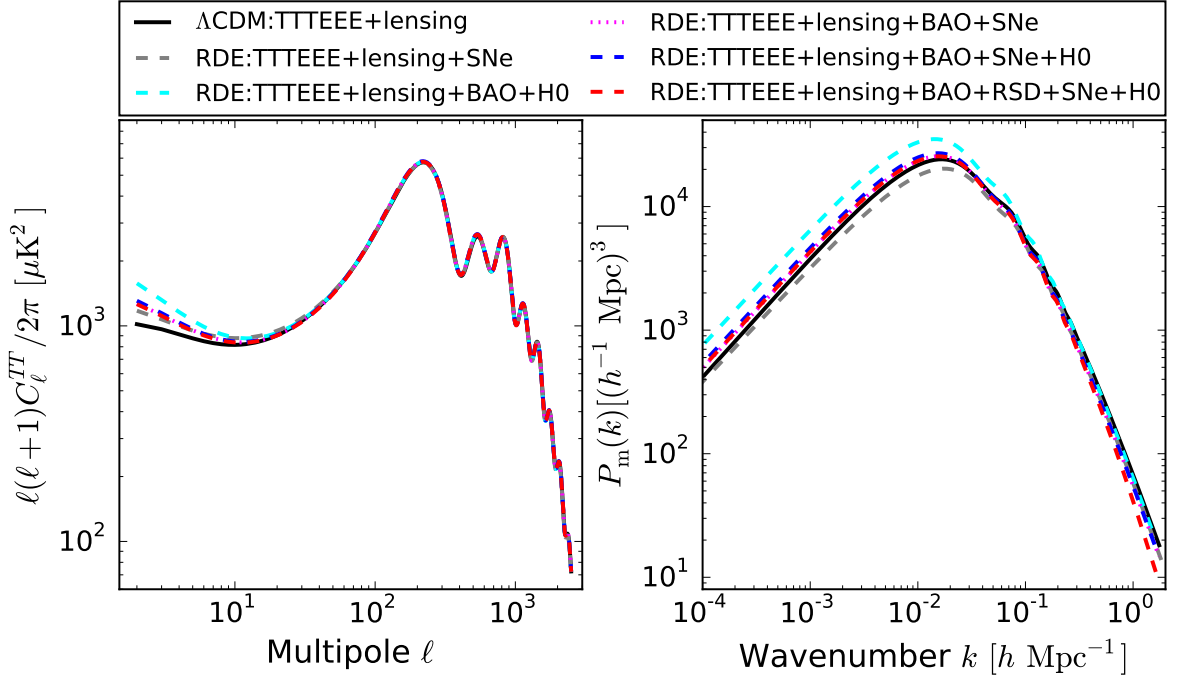 ΛCDM:TTTEEE+lensing
RDE:TTTEEE+lensing+SNe
RDE:TTTEEE+lensing+BAO+H0
RDE:TTTEEE+lensing+BAO+SNe
RDE:TTTEEE+lensing+BAO+SNe+H0
RDE:TTTEEE+lensing+BAO+RSD+SNe+H0
ℓ(ℓ+1)C_ℓ^{TT}/2π [μK²]
10³
10²
10¹ 10² 10³
Multipole ℓ
P_m(k)[(h⁻¹ Mpc)³]
10⁴
10³
10²
10¹
10⁻⁴ 10⁻³ 10⁻² 10⁻¹ 10⁰
Wavenumber k [h Mpc⁻¹]